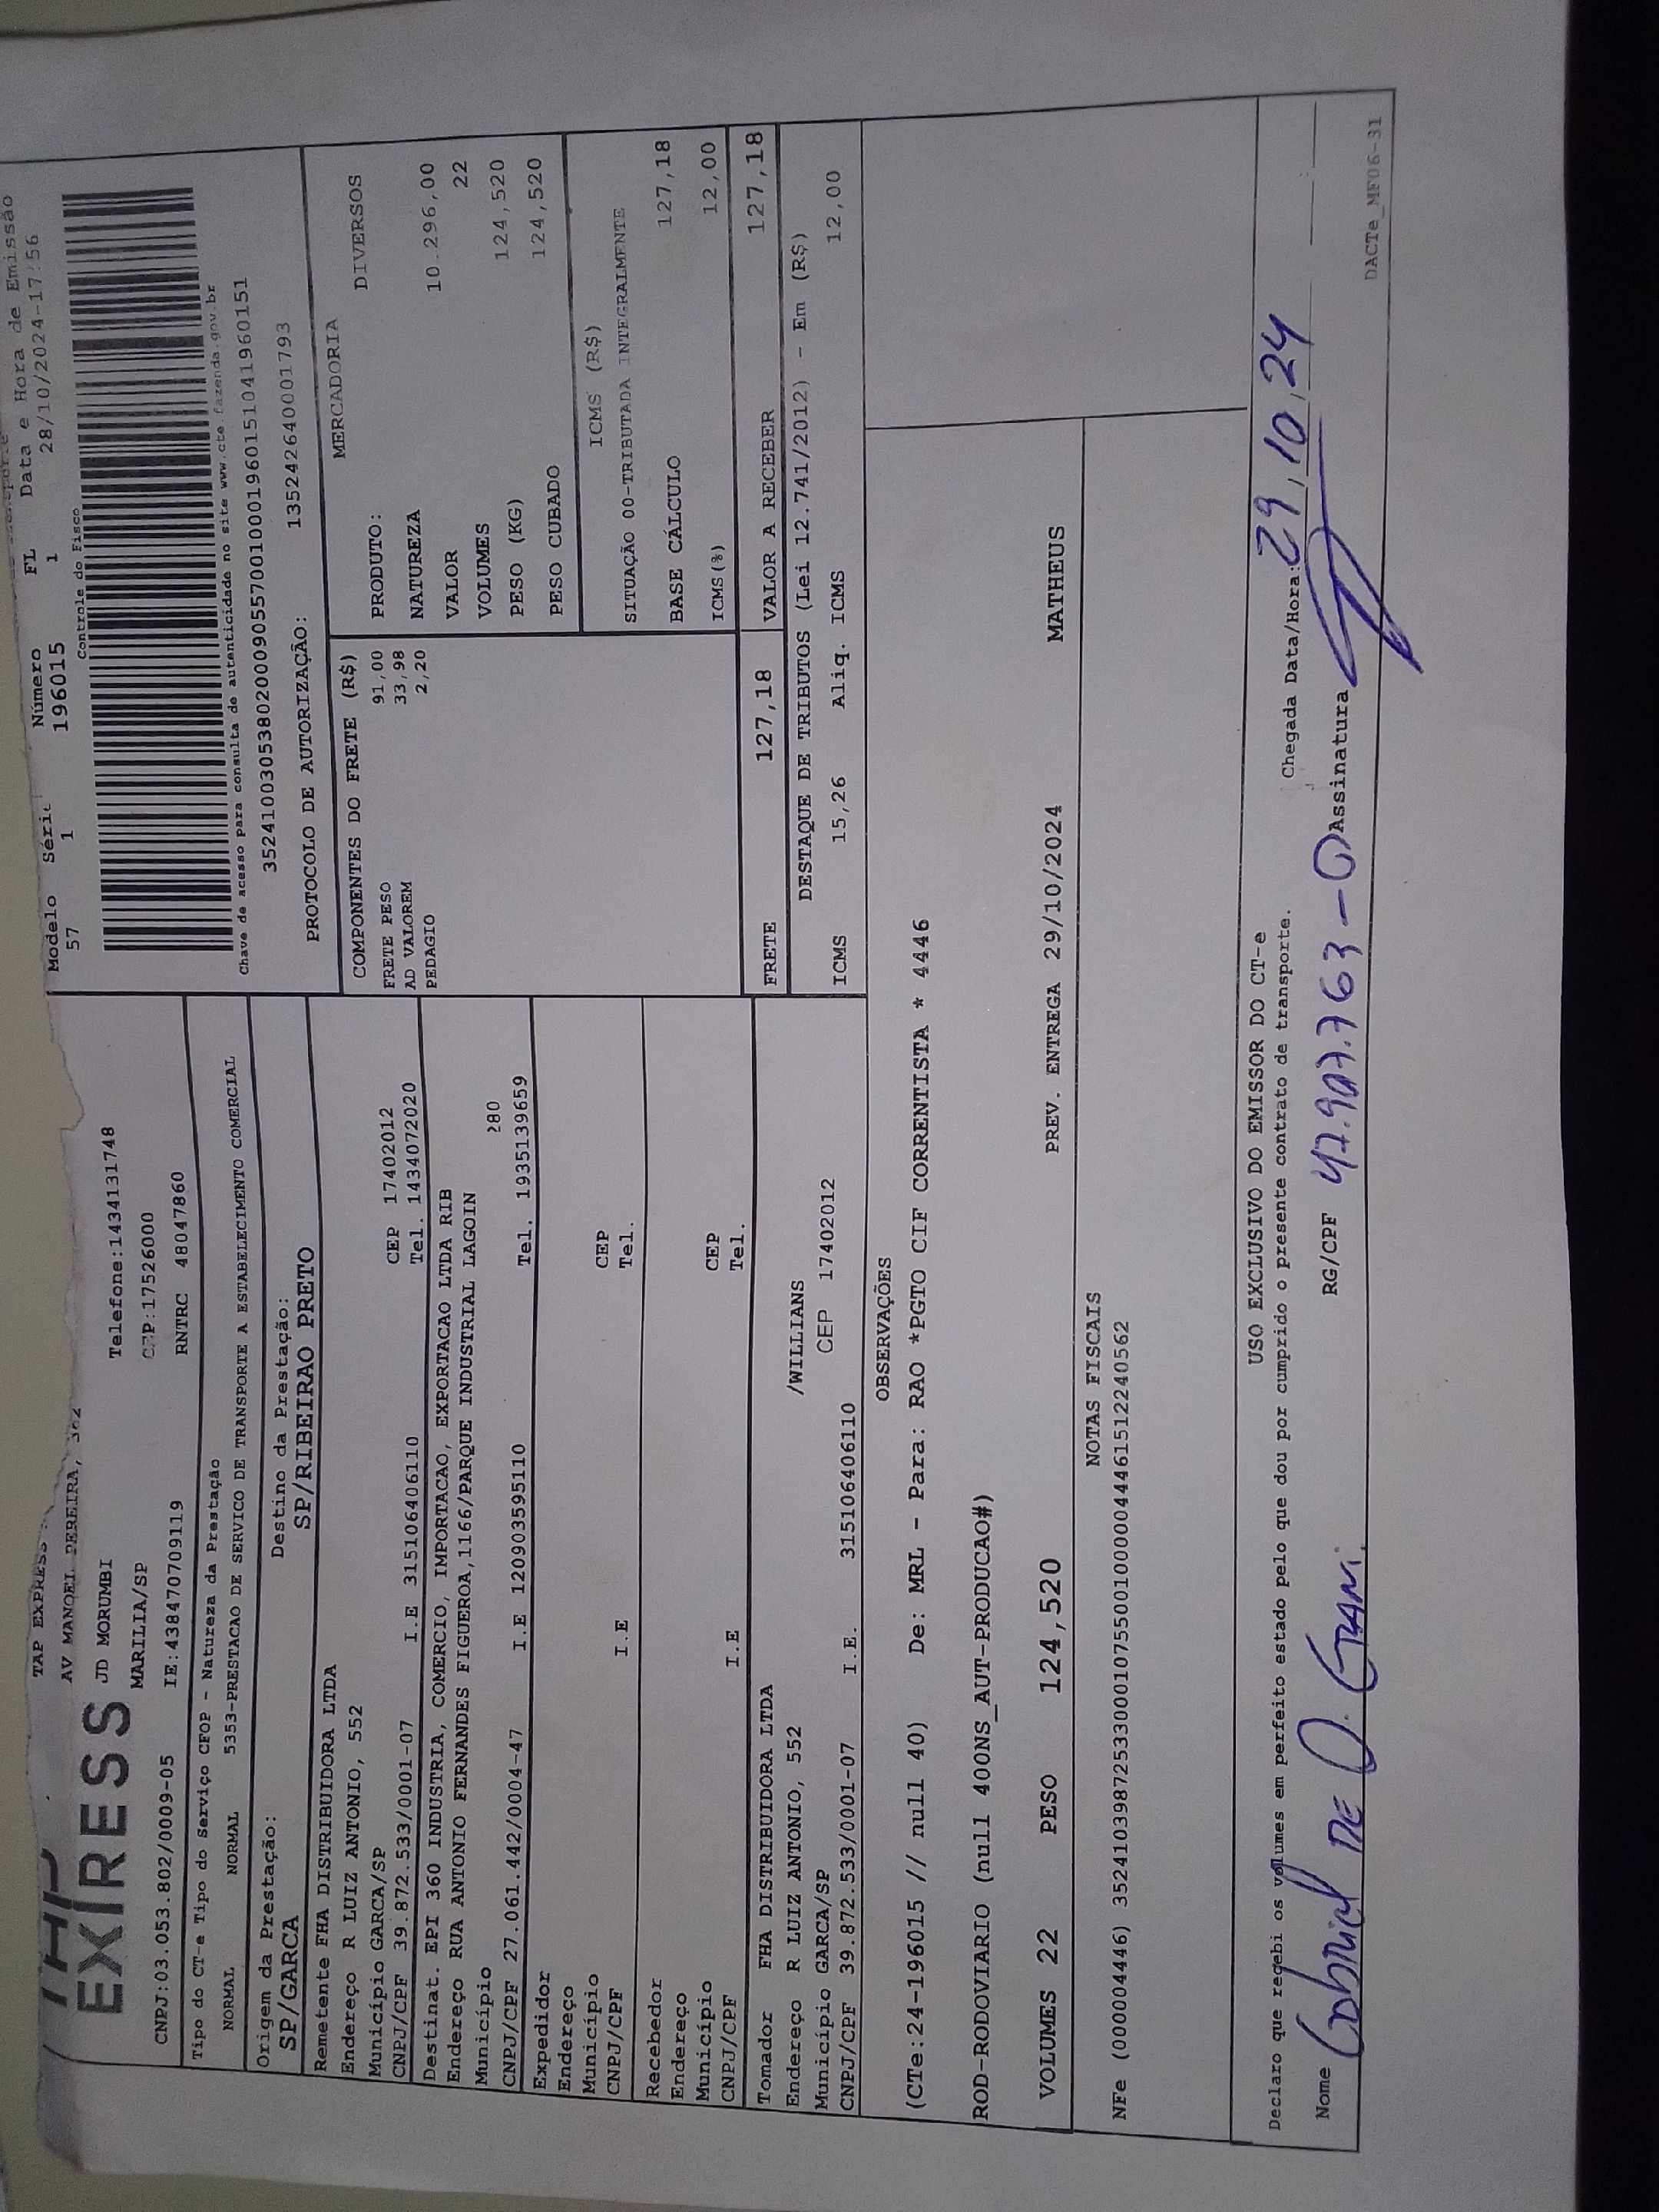 TAP EXPRESS
EXPRESS
AV MANOEL PEREIRA,
JD MORUMBI Telefone:1434131748
MARILIA/SP CEP:17526000
CNPJ:03.053.802/0009-05 IE:438470709119 RNTRC 48047860
Tipo do CT-e Tipo do Serviço CFOP - Natureza da Prestação
NORMAL NORMAL 5353-PRESTACAO DE SERVICO DE TRANSPORTE A ESTABELECIMENTO COMERCIAL
Origem da Prestação: Destino da Prestação:
SP/GARCA SP/RIBEIRAO PRETO
Remetente FHA DISTRIBUIDORA LTDA
Endereço R LUIZ ANTONIO, 552
Município GARCA/SP CEP 17402012
CNPJ/CPF 39.872.533/0001-07 I.E 315106406110 Tel. 1434072020
Destinat. EPI 360 INDUSTRIA, COMERCIO, IMPORTACAO, EXPORTACAO LTDA RIB
Endereço RUA ANTONIO FERNANDES FIGUEROA,1166/PARQUE INDUSTRIAL LAGOIN
Município 280
CNPJ/CPF 27.061.442/0004-47 I.E 120903595110 Tel. 1935139659
Expedidor
Endereço
Município CEP
CNPJ/CPF I.E Tel.
Recebedor
Endereço
Município CEP
CNPJ/CPF I.E Tel.
Tomador FHA DISTRIBUIDORA LTDA
Endereço R LUIZ ANTONIO, 552 /WILLIANS
Município GARCA/SP CEP 17402012
CNPJ/CPF 39.872.533/0001-07 I.E. 315106406110
Modelo Série Número FL Data e Hora de Emissão
57 1 196015 1 28/10/2024-17:56
Controle do Fisco
Chave de acesso para consulta de autenticidade no site www.cte.fazenda.gov.br
35241003053802000905570010001960151041960151
PROTOCOLO DE AUTORIZAÇÃO: 135242640001793
COMPONENTES DO FRETE (R$)
FRETE PESO 91,00
AD VALOREM 33,98
PEDAGIO 2,20
MERCADORIA
PRODUTO: DIVERSOS
NATUREZA
VALOR 10.296,00
VOLUMES 22
PESO (KG) 124,520
PESO CUBADO 124,520
ICMS (R$)
SITUAÇÃO 00-TRIBUTADA INTEGRALMENTE
BASE CÁLCULO 127,18
ICMS(%) 12,00
FRETE 127,18 VALOR A RECEBER 127,18
DESTAQUE DE TRIBUTOS (Lei 12.741/2012) - Em (R$)
ICMS 15,26 Aliq. ICMS 12,00
OBSERVAÇÕES
(CTe:24-196015 // null 40) De: MRL - Para: RAO *PGTO CIF CORRENTISTA * 4446
ROD-RODOVIARIO (null 400NS_AUT-PRODUCAO#)
VOLUMES 22 PESO 124,520 PREV. ENTREGA 29/10/2024 MATHEUS
NOTAS FISCAIS
NFe (000004446) 35241039872533000107550010000044461512240562
USO EXCLUSIVO DO EMISSOR DO CT-e
Declaro que recebi os volumes em perfeito estado pelo que dou por cumprido o presente contrato de transporte. Chegada Data/Hora: 29/10/24
Nome Gabriel DE O. RG/CPF 47.907.763-0 Assinatura
DACTe_MF06-31